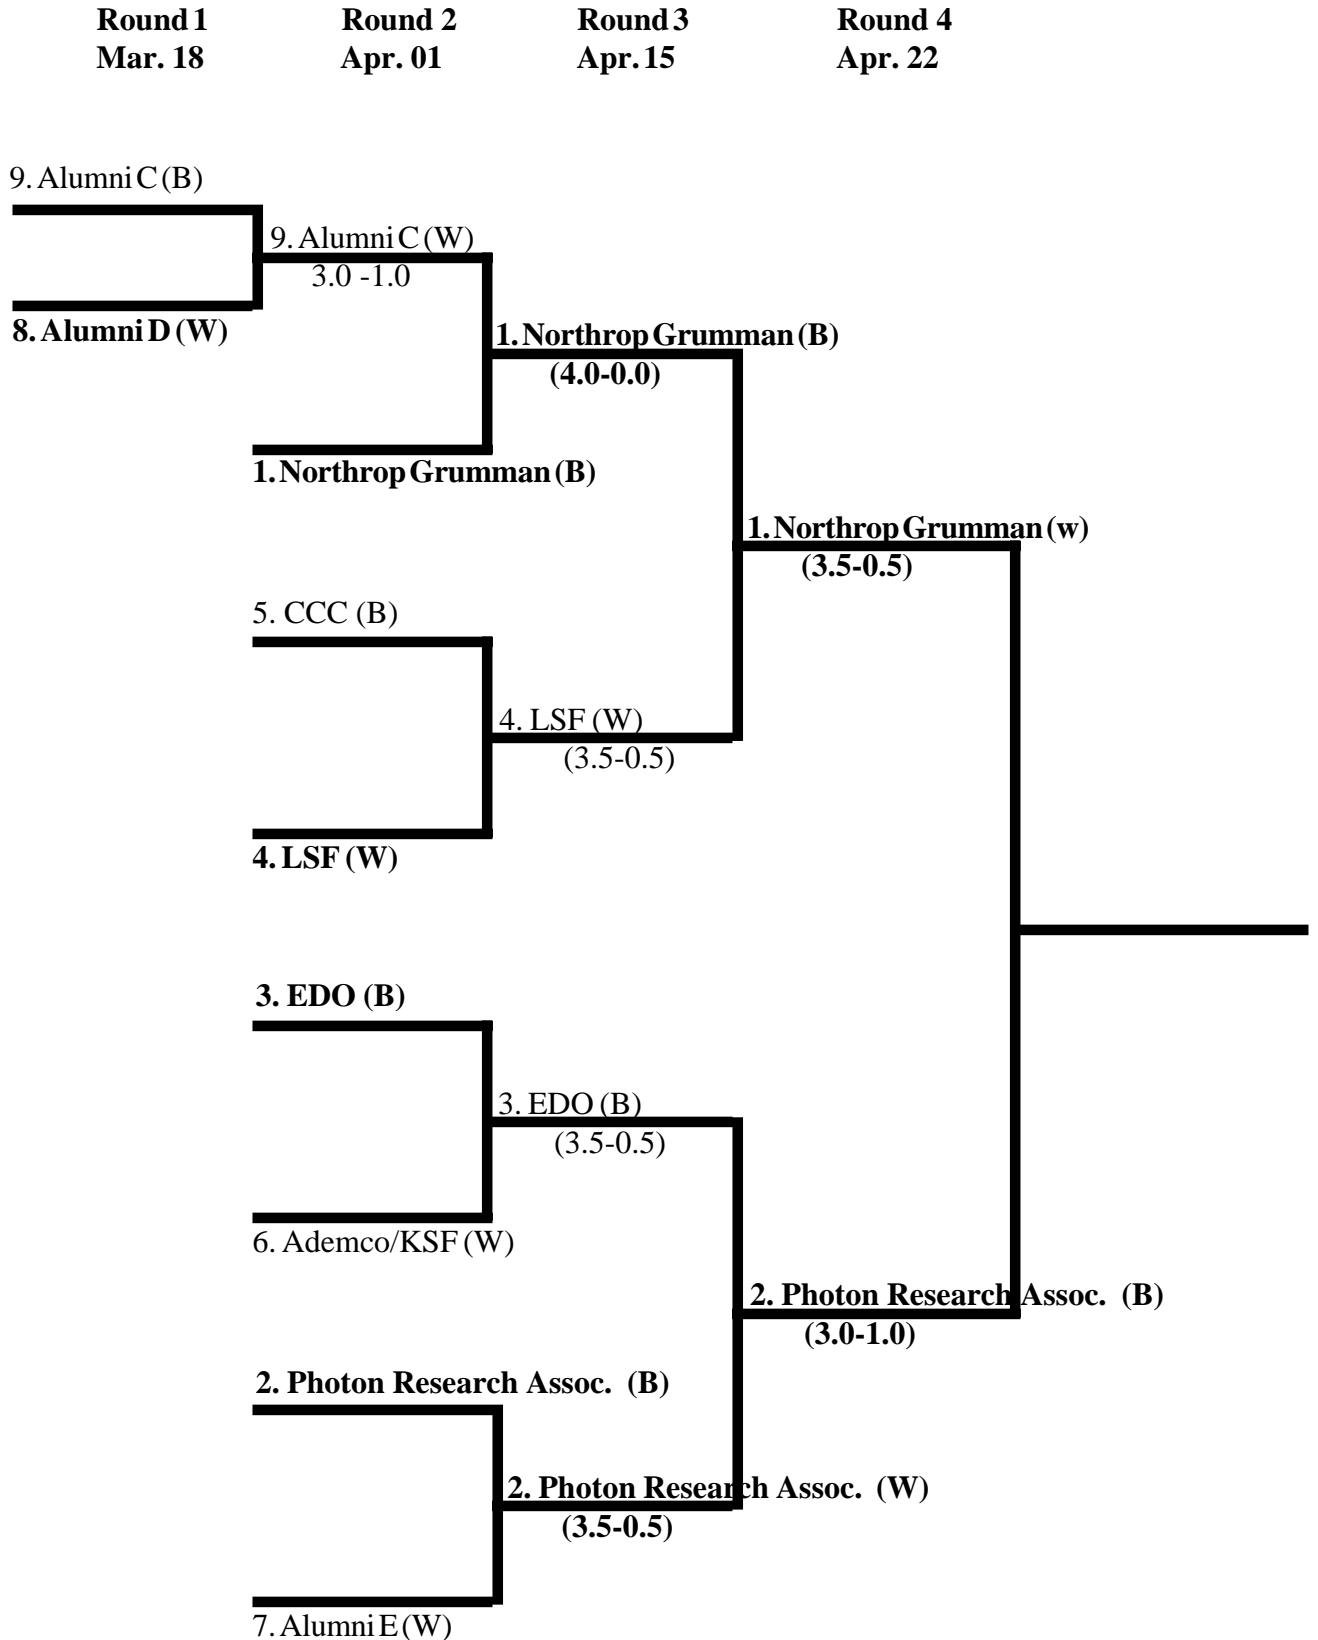 Round 1 Round 2 Round 3 Round 4
Mar. 18 Apr. 01 Apr. 15 Apr. 22
9. Alumni C (B)
9. Alumni C (W)
3.0 -1.0
8. Alumni D (W)
1. Northrop Grumman (B)
(4.0-0.0)
1. Northrop Grumman (B)
1. Northrop Grumman (w)
(3.5-0.5)
5. CCC (B)
4. LSF (W)
(3.5-0.5)
4. LSF (W)
3. EDO (B)
3. EDO (B)
(3.5-0.5)
6. Ademco/KSF (W)
2. Photon Research Assoc. (B)
(3.0-1.0)
2. Photon Research Assoc. (B)
2. Photon Research Assoc. (W)
(3.5-0.5)
7. Alumni E (W)